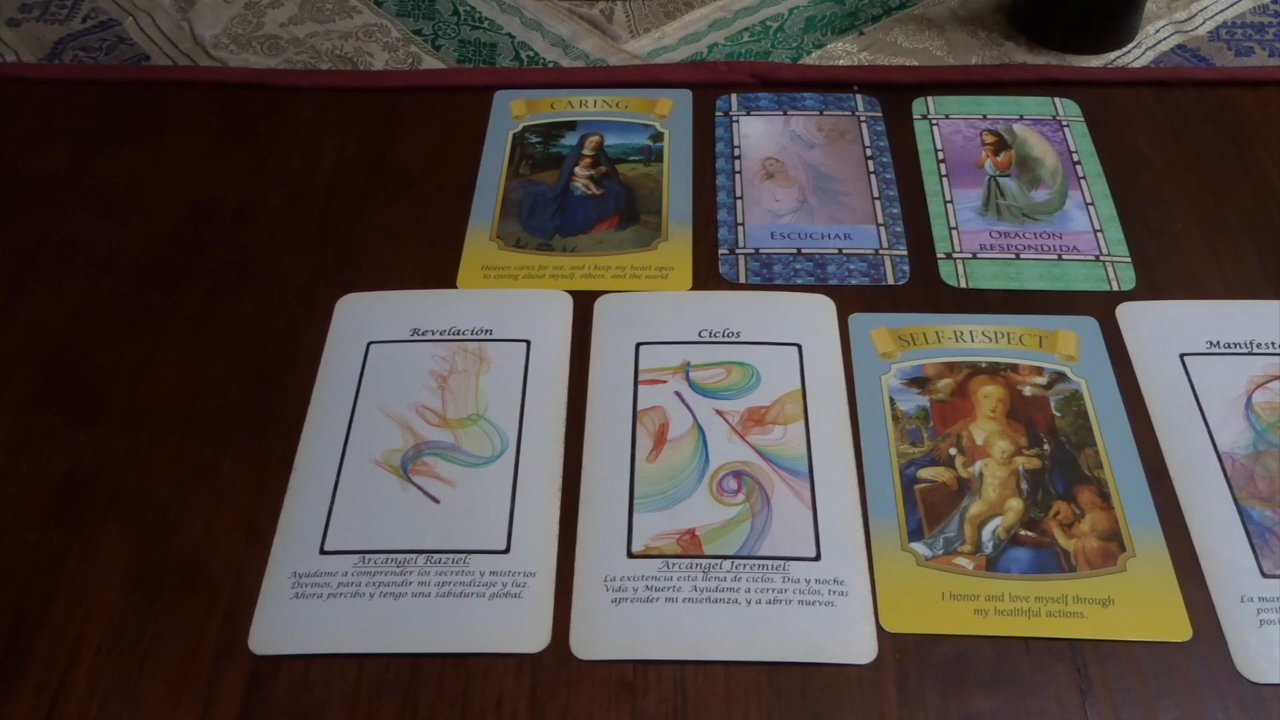 CARING
Heaven cares for me, and I keep my heart open
to caring about myself, others, and the world
ESCUCHAR
ORACIÓN
RESPONDIDA
Revelación
Arcángel Raziel:
Ayúdame a comprender los secretos y misterios
Divinos, para expandir mi aprendizaje y luz.
Ahora percibo y tengo una sabiduría global.
Ciclos
Arcángel Jeremiel:
La existencia está llena de ciclos. Día y noche.
Vida y Muerte. Ayúdame a cerrar ciclos, tras
aprender mi enseñanza, y a abrir nuevos.
SELF-RESPECT
I honor and love myself through
my healthful actions.
Manifest
La